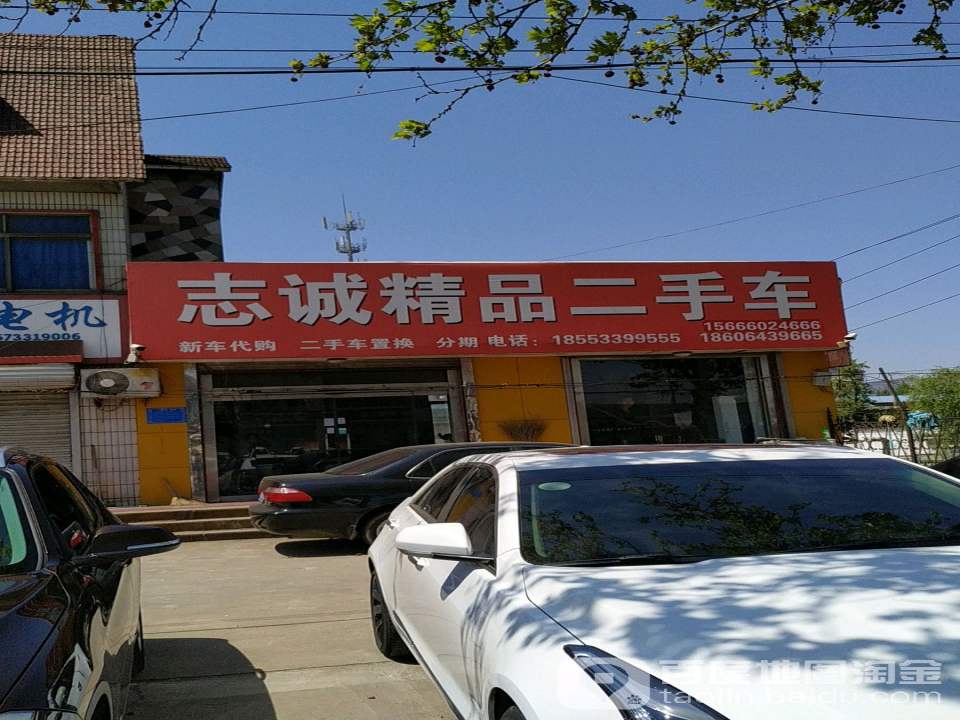 志诚精品二手车
新车代购 二手车置换 分期 电话：18553399555 15666024666
18606439665
电机
73319006
百度地图淘金
taojin.baidu.com